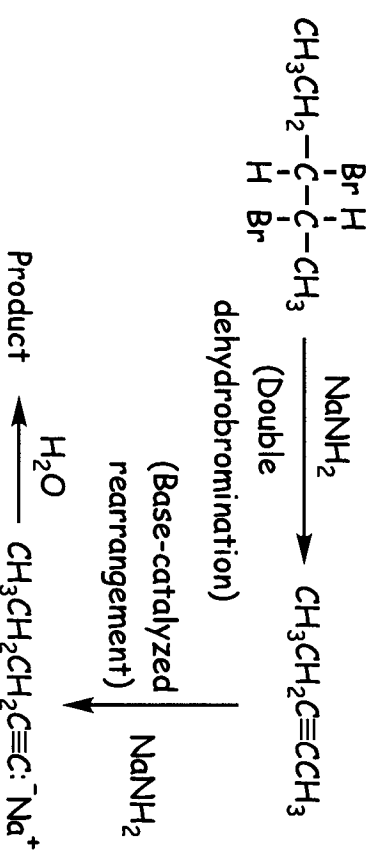 Br H
CH₃CH₂–C–C–CH₃
H Br
NaNH₂
(Double
dehydrobromination)
CH₃CH₂C≡CCH₃
(Base-catalyzed
rearrangement)
NaNH₂
CH₃CH₂CH₂C≡C:⁻Na⁺
H₂O
Product